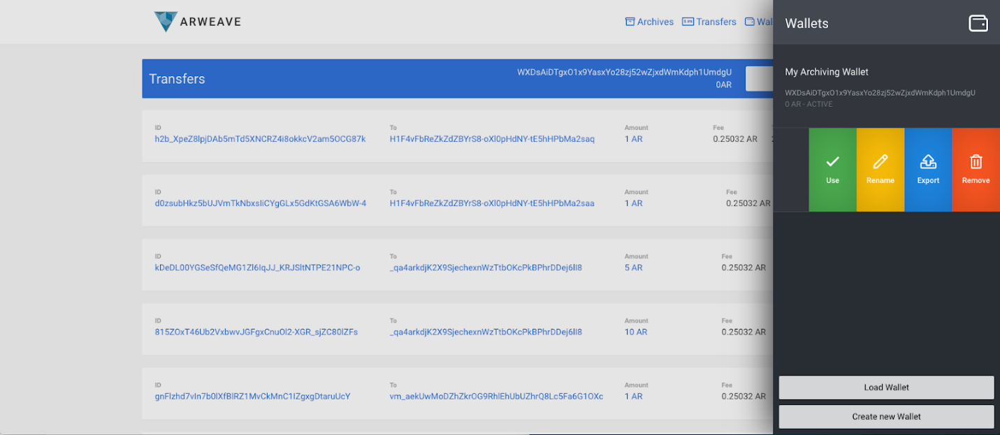 ARWEAVE
Archives Transfers Wal
Transfers
WXDsAiDTgxO1x9YasxYo28zj52wZjxdWmKdph1UmdgU
0AR
ID To Amount Fee
h2b_XpeZ8lpjDAb5mTd5XNCRZ4i8okkcV2am5OCG87k H1F4vFbReZkZdZBYrS8-oXl0pHdNY-tE5hHPbMa2saq 1 AR 0.25032 AR
ID To Amount Fee
d0zsubHkz5bUJVmTkNbxsIiCYgGLx5GdKtGSA6WbW-4 H1F4vFbReZkZdZBYrS8-oXl0pHdNY-tE5hHPbMa2saa 1 AR 0.25032 AR
ID To Amount Fee
kDeDL00YGSeSfQeMG1Zl6IqJJ_KRJSltNTPE21NPC-o _qa4arkdjK2X9SjechexnWzTtbOKcPkBPhrDDej6lI8 5 AR 0.25032 AR
ID To Amount Fee
815ZOxT46Ub2VxbwvJGFgxCnuOl2-XGR_sjZC80lZFs _qa4arkdjK2X9SjechexnWzTtbOKcPkBPhrDDej6lI8 10 AR 0.25032 AR
ID To Amount Fee
gnFlzhd7vIn7b0lXfBlRZ1MvCkMnC1IZgxgDtaruUcY vm_aekUwMoDZhZkrOG9RhlEhUbUZhrQ8Lc5Fa6G1OXc 1 AR 0.25032 AR
Wallets
My Archiving Wallet
WXDsAiDTgxO1x9YasxYo28zj52wZjxdWmKdph1UmdgU
0 AR - ACTIVE
Use Rename Export Remove
Load Wallet
Create new Wallet